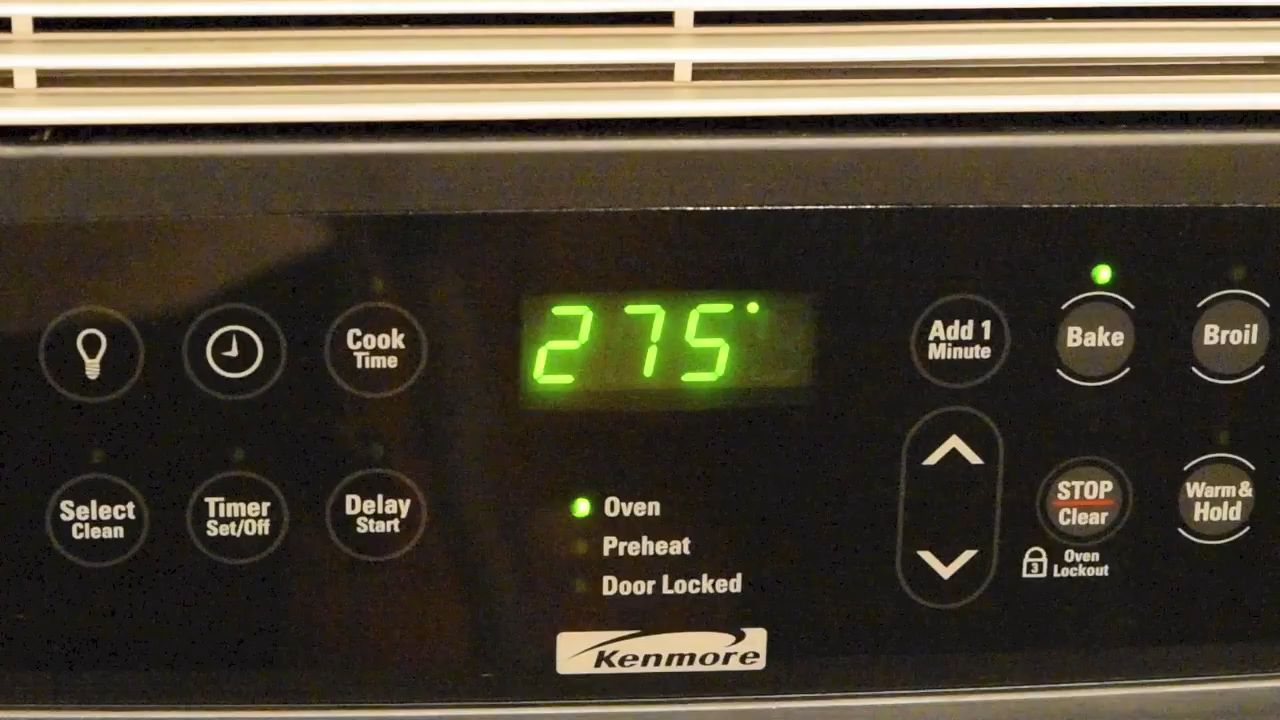 Cook
Time
275°
Add 1
Minute
Bake
Broil
Select
Clean
Timer
Set/Off
Delay
Start
Oven
Preheat
Door Locked
STOP
Clear
Warm &
Hold
3
Oven
Lockout
Kenmore